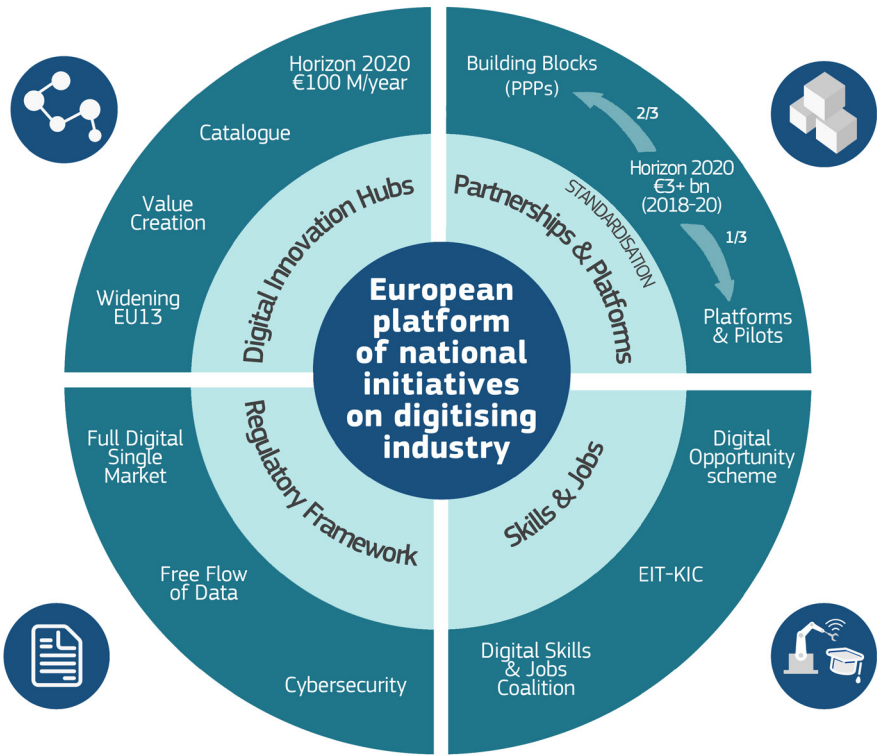 European
platform
of national
initiatives
on digitising
industry
Digital Innovation Hubs
Horizon 2020
€100 M/year
Catalogue
Value
Creation
Widening
EU13
Partnerships & Platforms
STANDARDISATION
Building Blocks
(PPPs)
2/3
Horizon 2020
€3+ bn
(2018-20)
1/3
Platforms
& Pilots
Regulatory Framework
Full Digital
Single
Market
Free Flow
of Data
Cybersecurity
Skills & Jobs
Digital
Opportunity
scheme
EIT-KIC
Digital Skills
& Jobs
Coalition